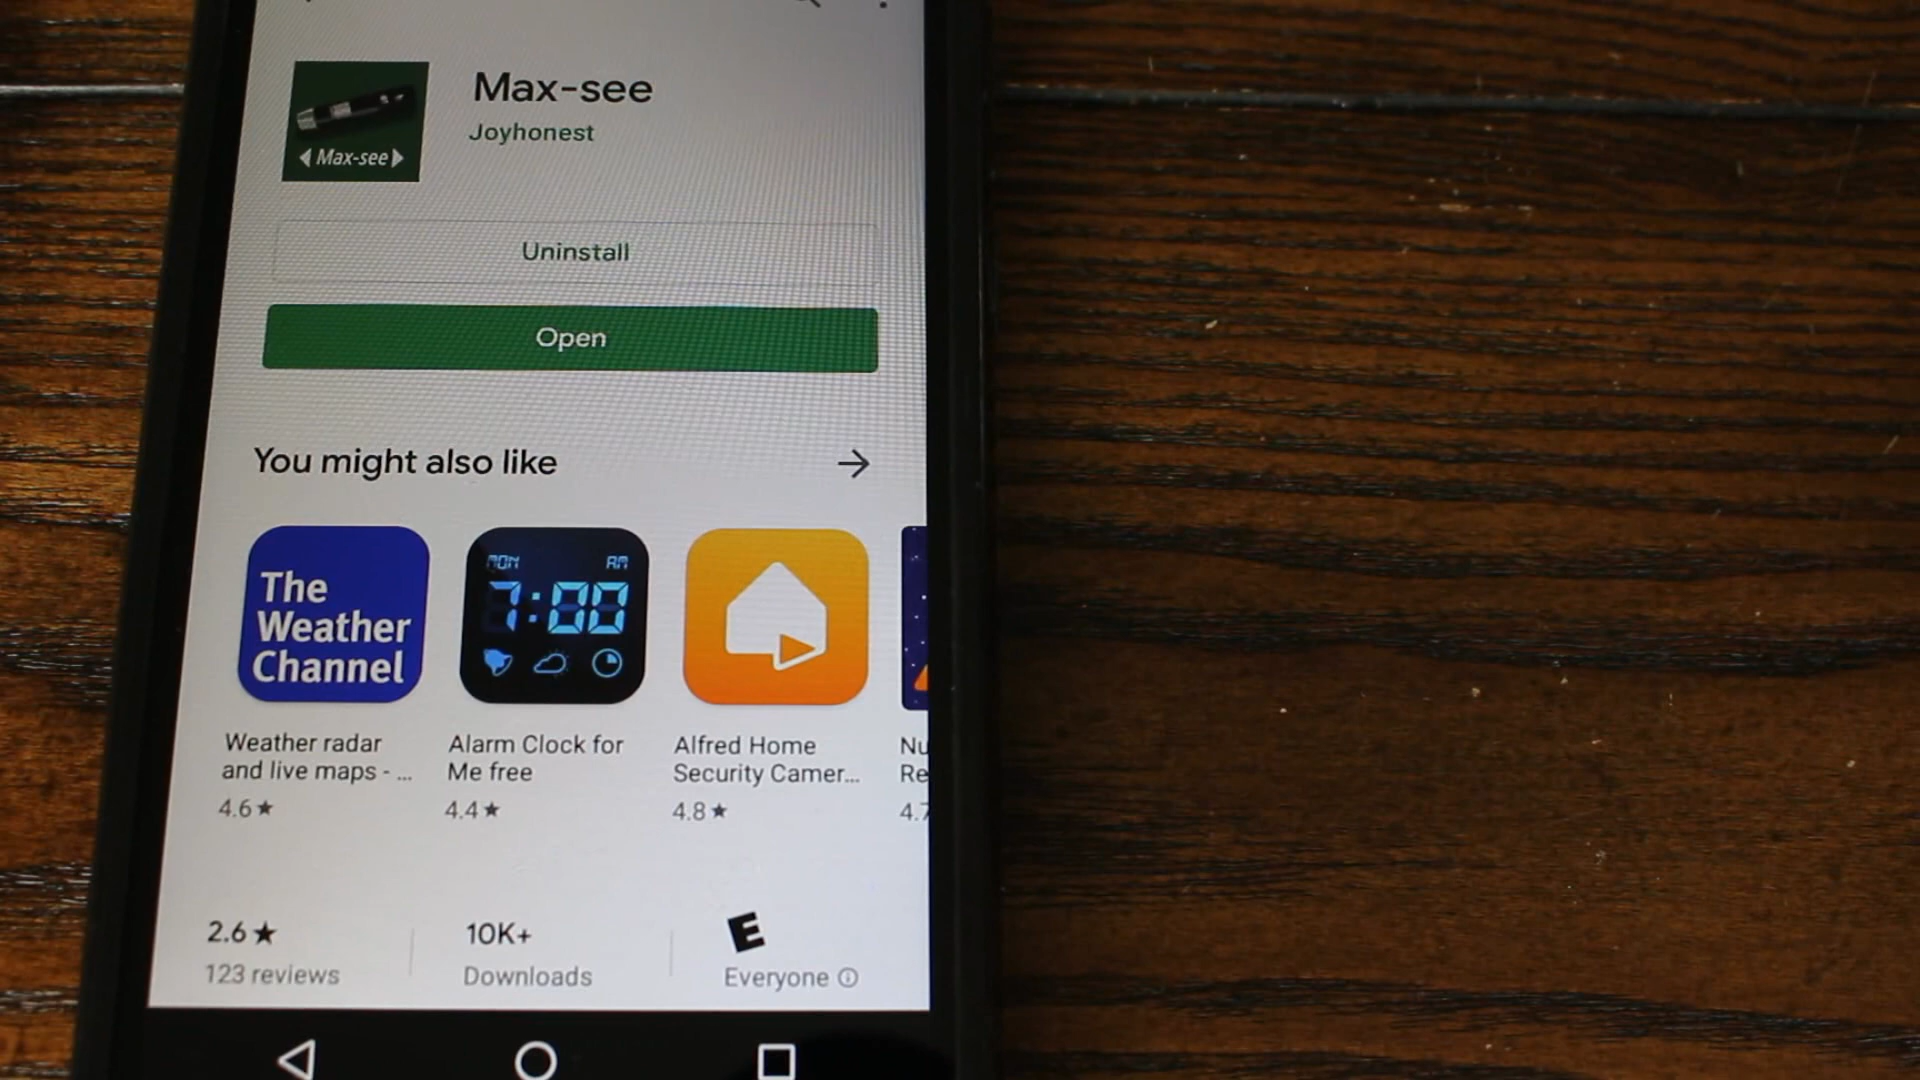 Max-see
Joyhonest
Max-see
Uninstall
Open
You might also like
The
Weather
Channel
MON AM
7:00
Weather radar
and live maps - ...
4.6★
Alarm Clock for
Me free
4.4★
Alfred Home
Security Camer...
4.8★
Nu
Re
4.7
2.6★
123 reviews
10K+
Downloads
E
Everyone